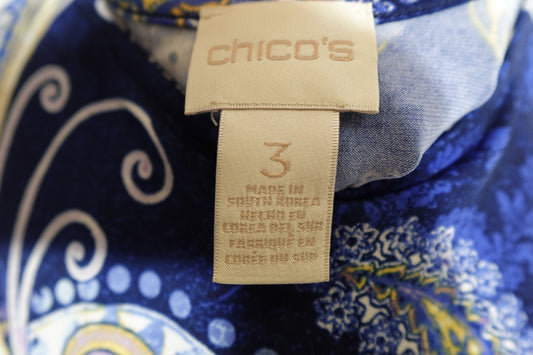 chico's
3
MADE IN
SOUTH KOREA
HECHO EN
COREA DEL SUR
FABRIQUÉ EN
CORÉE DU SUD